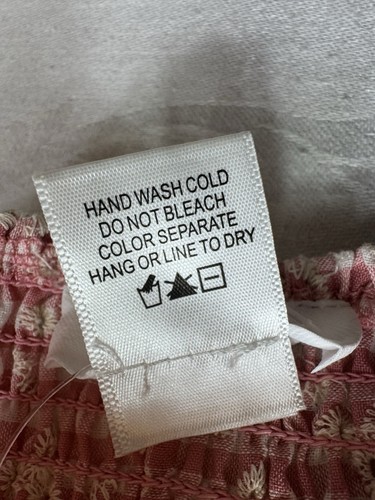 HAND WASH COLD
DO NOT BLEACH
COLOR SEPARATE
HANG OR LINE TO DRY